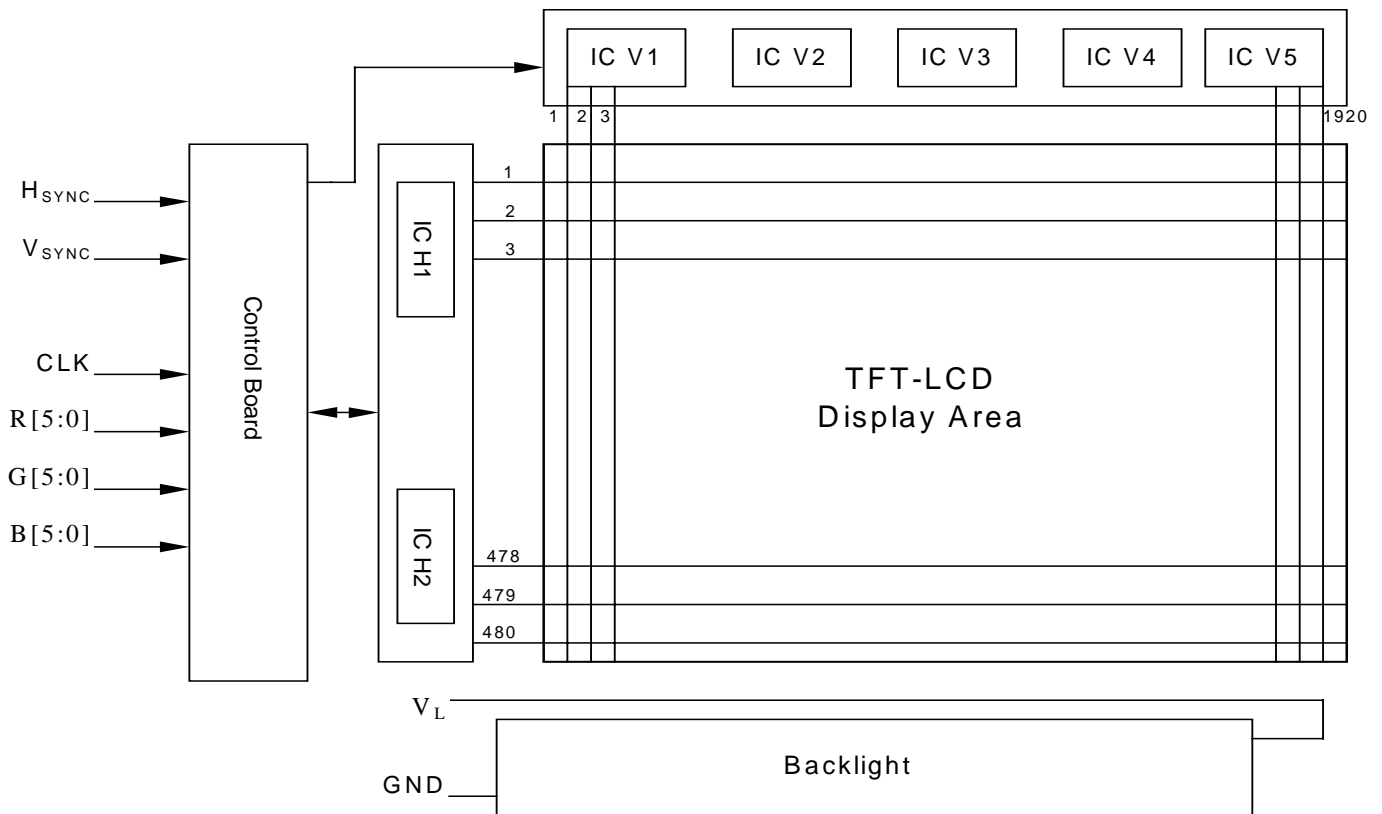 IC V1
IC V2
IC V3
IC V4
IC V5
1
2
3
1920
HSYNC
VSYNC
CLK
R[5:0]
G[5:0]
B[5:0]
Control Board
IC H1
IC H2
1
2
3
478
479
480
TFT-LCD
Display Area
VL
GND
Backlight